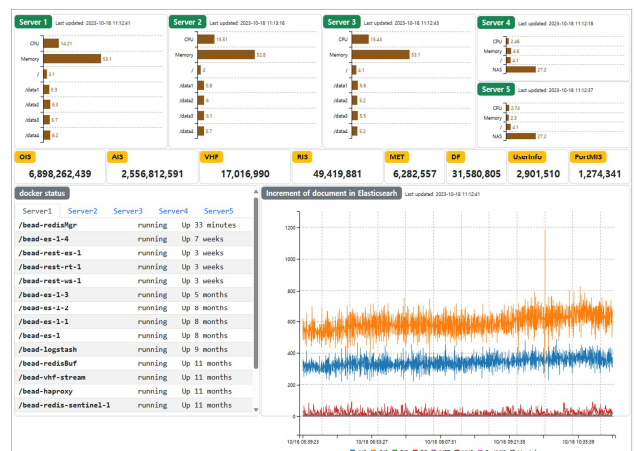 Server 1 Last updated: 2023-10-18 11:12:41
CPU 14.21
Memory 53.1
/ 3.1
/data1 5.3
/data2 6.3
/data3 5.7
/data4 6.2
Server 2 Last updated: 2023-10-18 11:13:16
CPU 15.51
Memory 52.8
/ 3
/data1 5.8
/data2 6
/data3 6.1
/data4 5.7
Server 3 Last updated: 2023-10-18 11:12:43
CPU 15.43
Memory 53.1
/ 4.1
/data1 5.6
/data2 5.2
/data3 5.5
/data4 5.2
Server 4 Last updated: 2023-10-18 11:12:18
CPU 2.46
Memory 4.6
/ 4.1
NAS 27.2
Server 5 Last updated: 2023-10-18 11:12:37
CPU 2.74
Memory 2.5
/ 4.1
NAS 27.2
OIS AIS VHF RIS MET DF UserInfo PortMIS
6,898,262,439 2,556,812,591 17,016,990 49,419,881 6,282,557 31,580,805 2,901,510 1,274,341
docker status
Server1 Server2 Server3 Server4 Server5
/bead-redisMgr running Up 33 minutes
/bead-es-1-4 running Up 7 weeks
/bead-rest-es-1 running Up 3 weeks
/bead-rest-rt-1 running Up 3 weeks
/bead-rest-ws-1 running Up 3 weeks
/bead-es-1-3 running Up 5 months
/bead-es-1-2 running Up 8 months
/bead-es-1-1 running Up 8 months
/bead-es-1 running Up 8 months
/bead-logstash running Up 9 months
/bead-redisBuf running Up 11 months
/bead-vhf-stream running Up 11 months
/bead-haproxy running Up 11 months
/bead-redis-sentinel-1 running Up 11 months
Increment of document in Elasticsearh Last updated: 2023-10-18 11:12:41
1200
1000
800
600
400
200
0
10/18 05:39:23 10/18 06:53:27 10/18 08:07:31 10/18 09:21:35 10/18 10:35:39